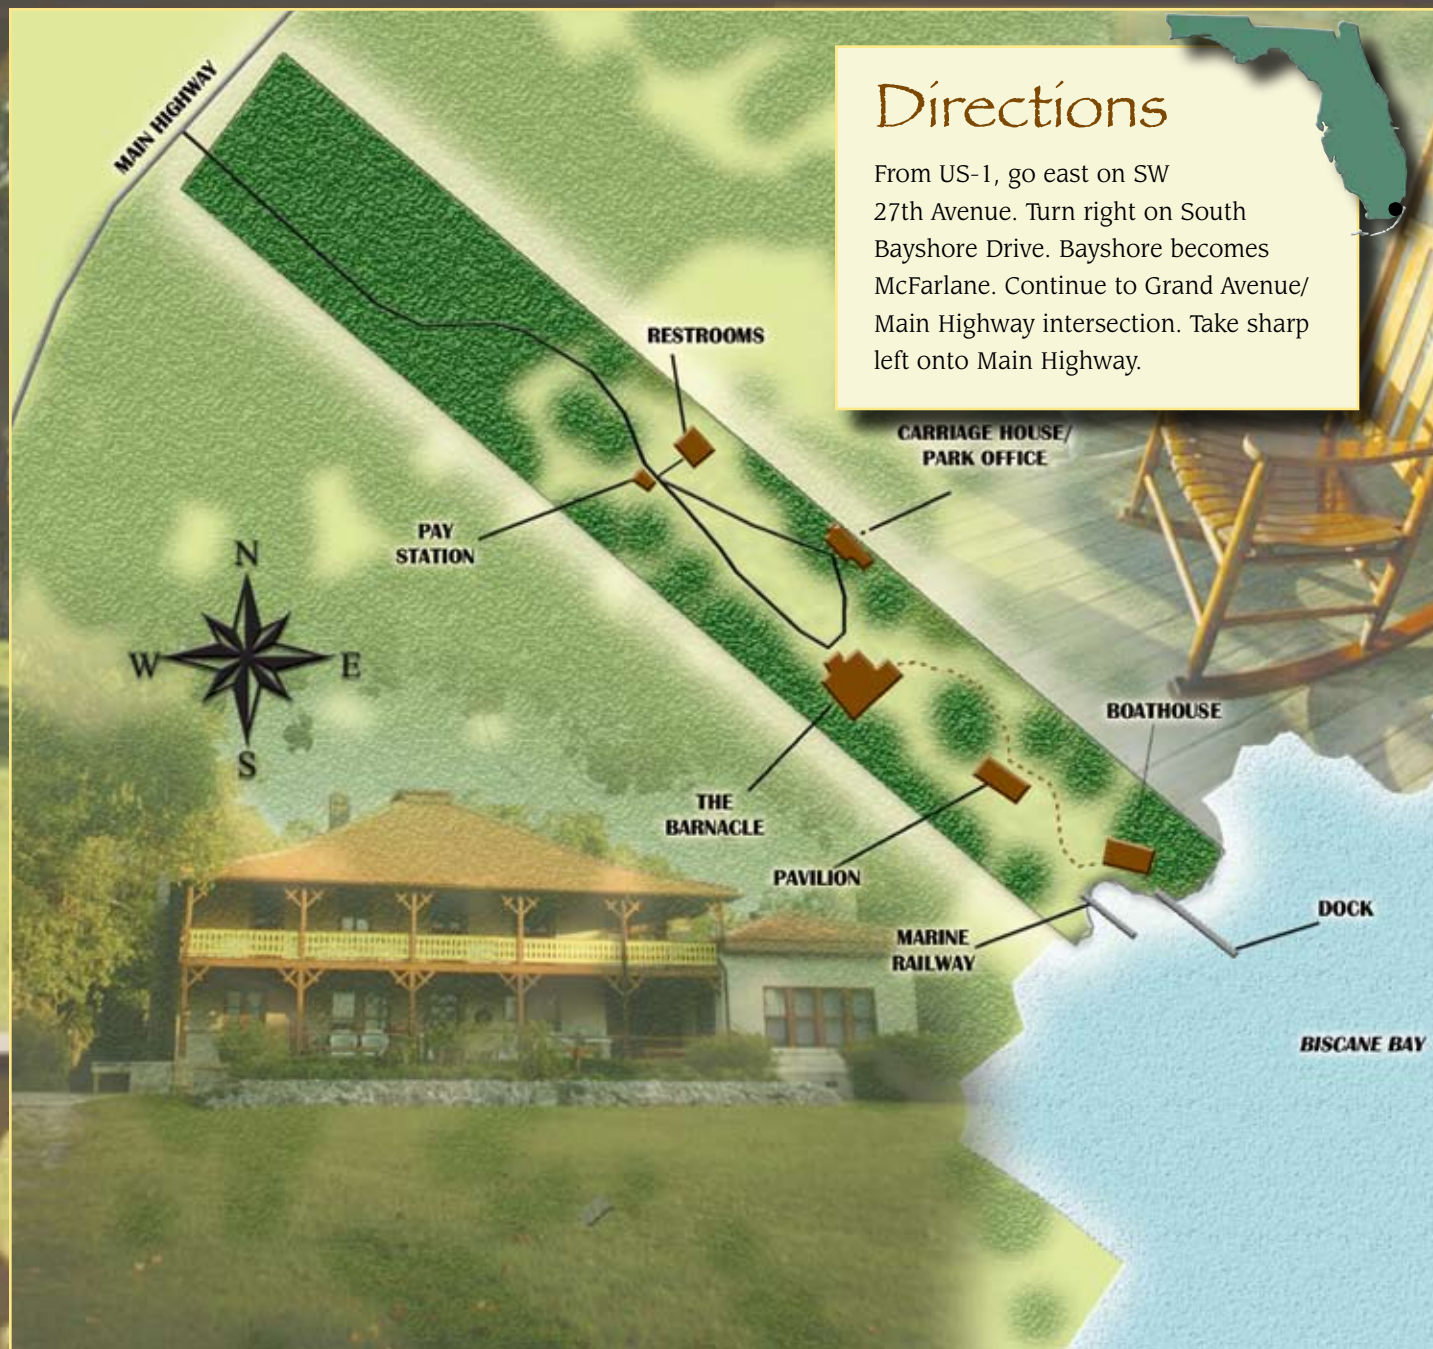 Directions
From US-1, go east on SW
27th Avenue. Turn right on South
Bayshore Drive. Bayshore becomes
McFarlane. Continue to Grand Avenue/
Main Highway intersection. Take sharp
left onto Main Highway.
MAIN HIGHWAY
RESTROOMS
CARRIAGE HOUSE/
PARK OFFICE
PAY
STATION
N
W
E
S
BOATHOUSE
THE
BARNACLE
PAVILION
DOCK
MARINE
RAILWAY
BISCANE BAY